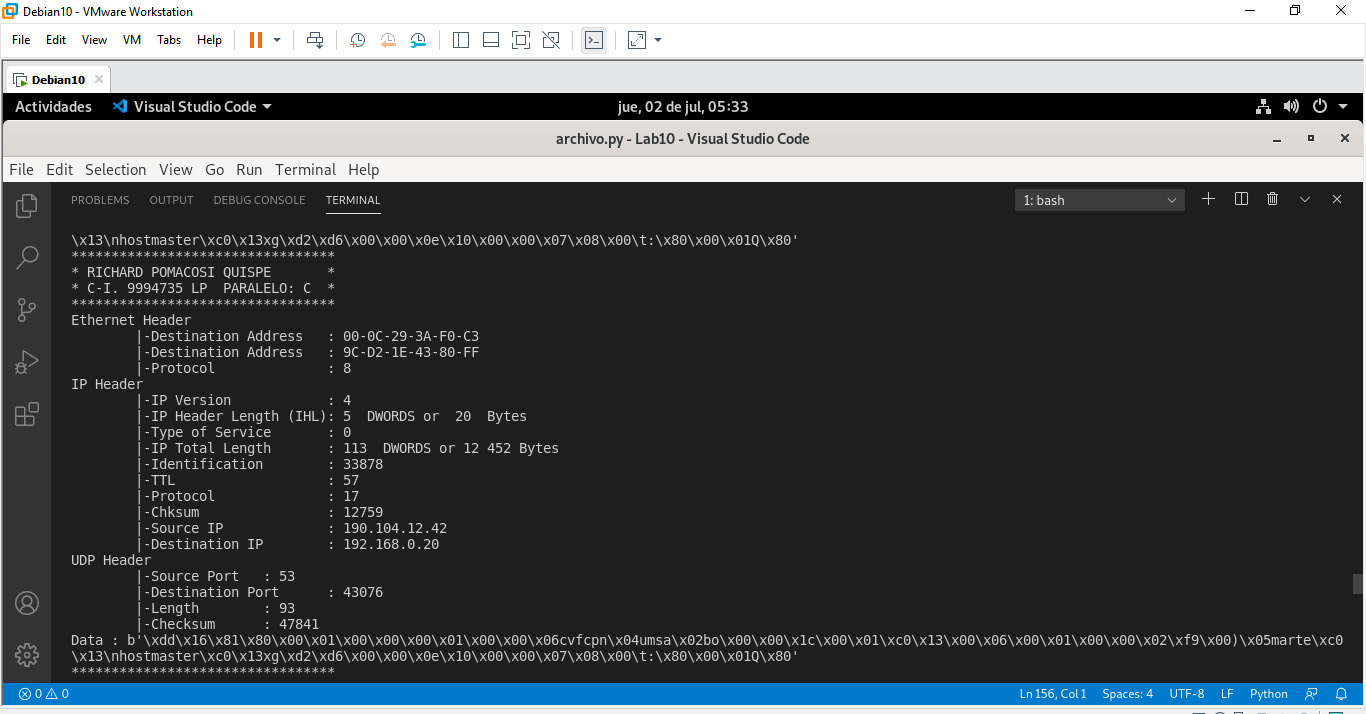 Debian10 - VMware Workstation
File Edit View VM Tabs Help
Debian10
Actividades Visual Studio Code jue, 02 de jul, 05:33
archivo.py - Lab10 - Visual Studio Code
File Edit Selection View Go Run Terminal Help
PROBLEMS OUTPUT DEBUG CONSOLE TERMINAL 1: bash
\x13\nhostmaster\xc0\x13xg\xd2\xd6\x00\x00\x0e\x10\x00\x00\x07\x08\x00\t:\x80\x00\x01Q\x80'
*********************************
* RICHARD POMACOSI QUISPE       *
* C-I. 9994735 LP  PARALELO: C  *
*********************************
Ethernet Header
        |-Destination Address   : 00-0C-29-3A-F0-C3
        |-Destination Address   : 9C-D2-1E-43-80-FF
        |-Protocol              : 8
IP Header
        |-IP Version            : 4
        |-IP Header Length (IHL): 5  DWORDS or  20  Bytes
        |-Type of Service       : 0
        |-IP Total Length       : 113  DWORDS or 12 452 Bytes
        |-Identification        : 33878
        |-TTL                   : 57
        |-Protocol              : 17
        |-Chksum                : 12759
        |-Source IP             : 190.104.12.42
        |-Destination IP        : 192.168.0.20
UDP Header
        |-Source Port   : 53
        |-Destination Port      : 43076
        |-Length        : 93
        |-Checksum      : 47841
Data : b'\xdd\x16\x81\x80\x00\x01\x00\x00\x00\x01\x00\x00\x06cvfcpn\x04umsa\x02bo\x00\x00\x1c\x00\x01\xc0\x13\x00\x06\x00\x01\x00\x00\x02\xf9\x00)\x05marte\xc0
\x13\nhostmaster\xc0\x13xg\xd2\xd6\x00\x00\x0e\x10\x00\x00\x07\x08\x00\t:\x80\x00\x01Q\x80'
*********************************
0 0 Ln 156, Col 1 Spaces: 4 UTF-8 LF Python